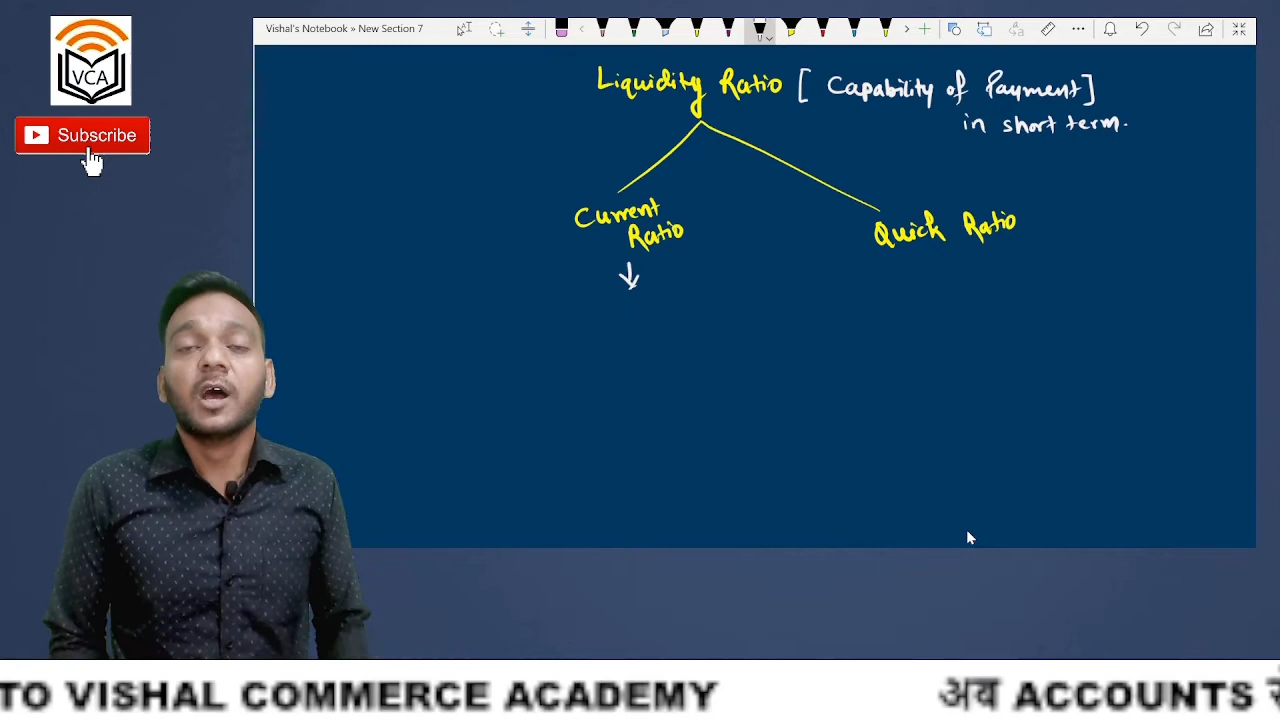 Vishal's Notebook » New Section 7
VCA
Subscribe
Liquidity Ratio [ Capability of Payment]
in short term.
Current
Ratio
Quick Ratio
TO VISHAL COMMERCE ACADEMY
अब ACCOUNTS